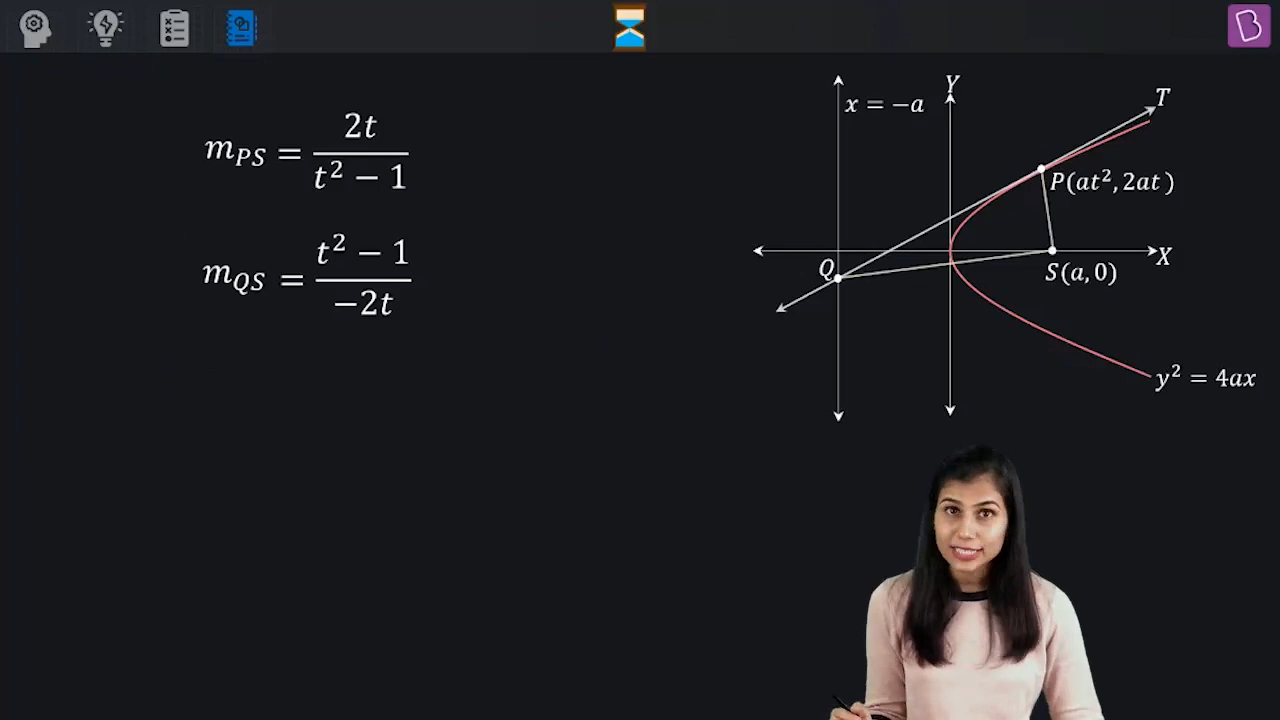 m_PS = 2t / (t² − 1)
m_QS = (t² − 1) / (−2t)
x = −a
Y
T
P(at², 2at )
Q
X
S(a, 0)
y² = 4ax
B